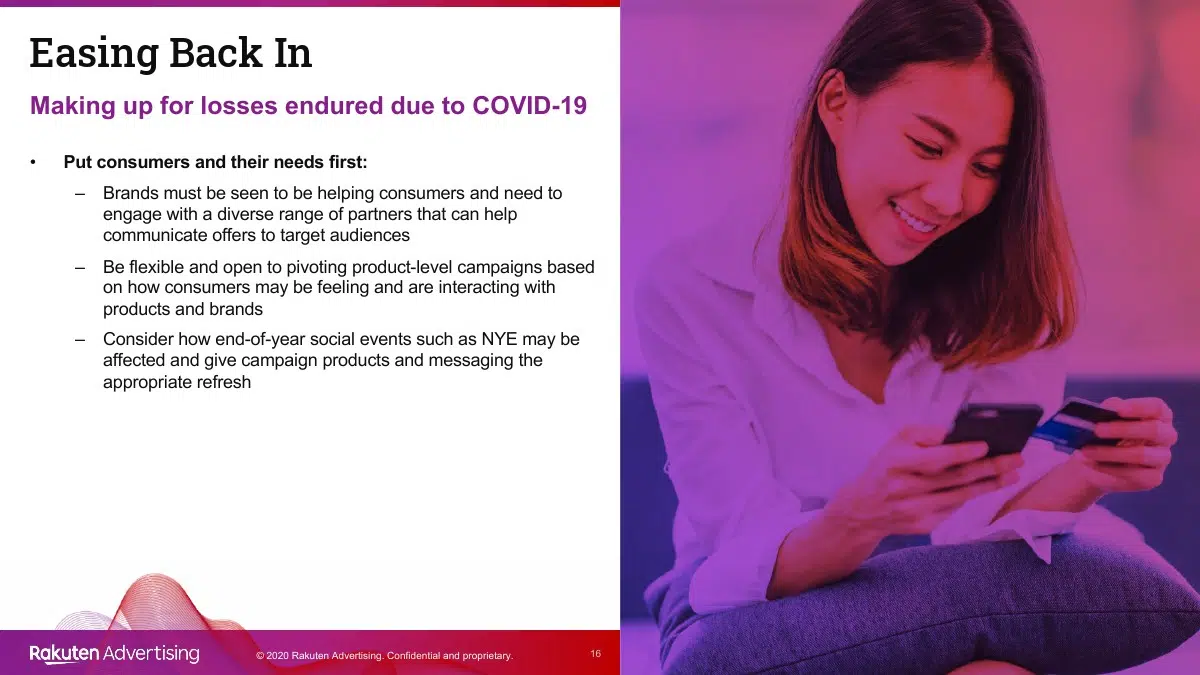 Easing Back In
Making up for losses endured due to COVID-19
• Put consumers and their needs first:
– Brands must be seen to be helping consumers and need to
engage with a diverse range of partners that can help
communicate offers to target audiences
– Be flexible and open to pivoting product-level campaigns based
on how consumers may be feeling and are interacting with
products and brands
– Consider how end-of-year social events such as NYE may be
affected and give campaign products and messaging the
appropriate refresh
Rakuten Advertising
© 2020 Rakuten Advertising. Confidential and proprietary.
16